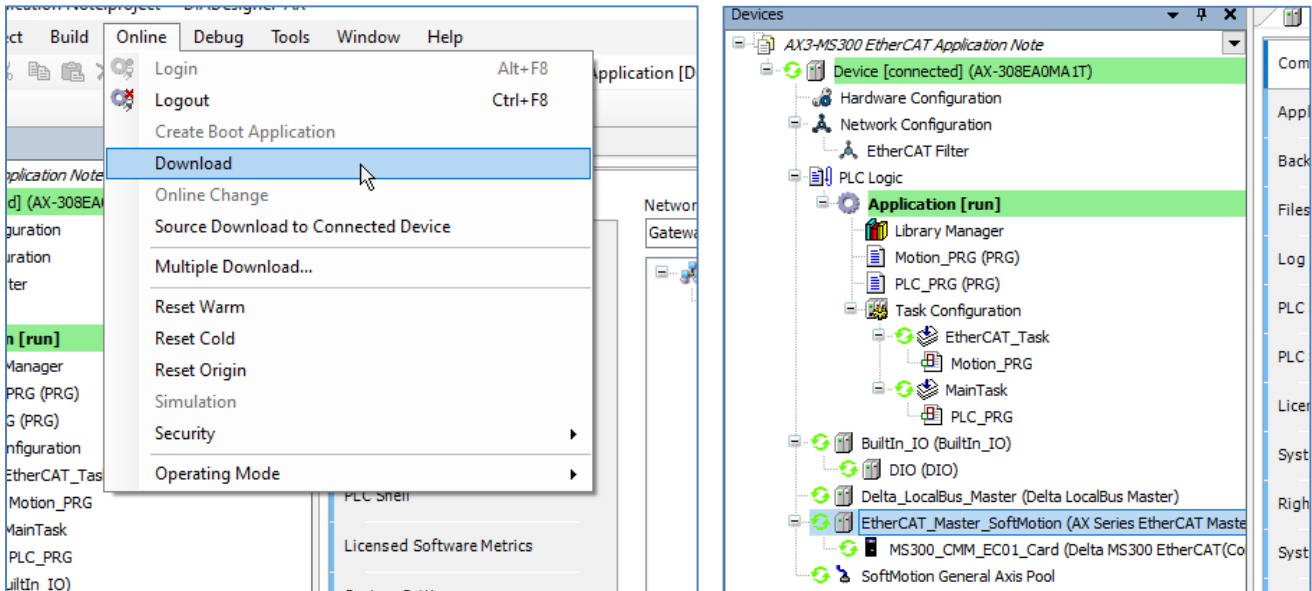 Build Online Debug Tools Window Help
Login Alt+F8
Logout Ctrl+F8
Create Boot Application
Download
Online Change
Source Download to Connected Device
Multiple Download...
Reset Warm
Reset Cold
Reset Origin
Simulation
Security
Operating Mode
pplication [D
pplication Note
d] (AX-308EA
guration
uration
ter
n [run]
Manager
PRG (PRG)
G (PRG)
nfiguration
EtherCAT_Tas
Motion_PRG
MainTask
PLC_PRG
uiltIn_IO)
Networ
Gatewa
PLC Shell
Licensed Software Metrics
Devices
AX3-MS300 EtherCAT Application Note
Device [connected] (AX-308EA0MA1T)
Hardware Configuration
Network Configuration
EtherCAT Filter
PLC Logic
Application [run]
Library Manager
Motion_PRG (PRG)
PLC_PRG (PRG)
Task Configuration
EtherCAT_Task
Motion_PRG
MainTask
PLC_PRG
BuiltIn_IO (BuiltIn_IO)
DIO (DIO)
Delta_LocalBus_Master (Delta LocalBus Master)
EtherCAT_Master_SoftMotion (AX Series EtherCAT Maste
MS300_CMM_EC01_Card (Delta MS300 EtherCAT(Co
SoftMotion General Axis Pool
Com
Appl
Back
Files
Log
PLC
PLC
Licer
Syst
Righ
Syst